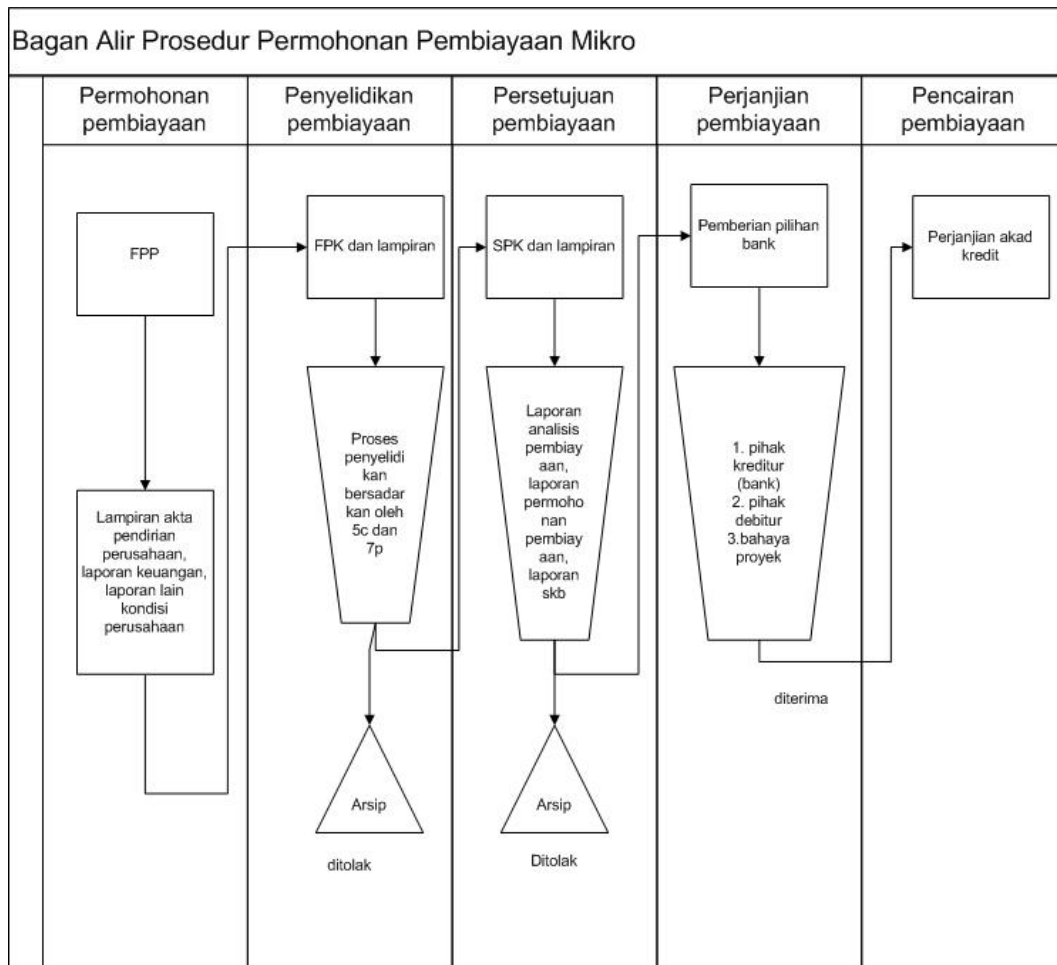 Bagan Alir Prosedur Permohonan Pembiayaan Mikro
Permohonan
pembiayaan
Penyelidikan
pembiayaan
Persetujuan
pembiayaan
Perjanjian
pembiayaan
Pencairan
pembiayaan
FPP
Lampiran akta
pendirian
perusahaan,
laporan keuangan,
laporan lain
kondisi
perusahaan
FPK dan lampiran
Proses
penyelidi
kan
bersadar
kan oleh
5c dan
7p
Arsip
ditolak
SPK dan lampiran
Laporan
analisis
pembiay
aan,
laporan
permoho
nan
pembiay
aan,
laporan
skb
Arsip
Ditolak
Pemberian pilihan
bank
1. pihak
kreditur
(bank)
2. pihak
debitur
3.bahaya
proyek
diterima
Perjanjian akad
kredit